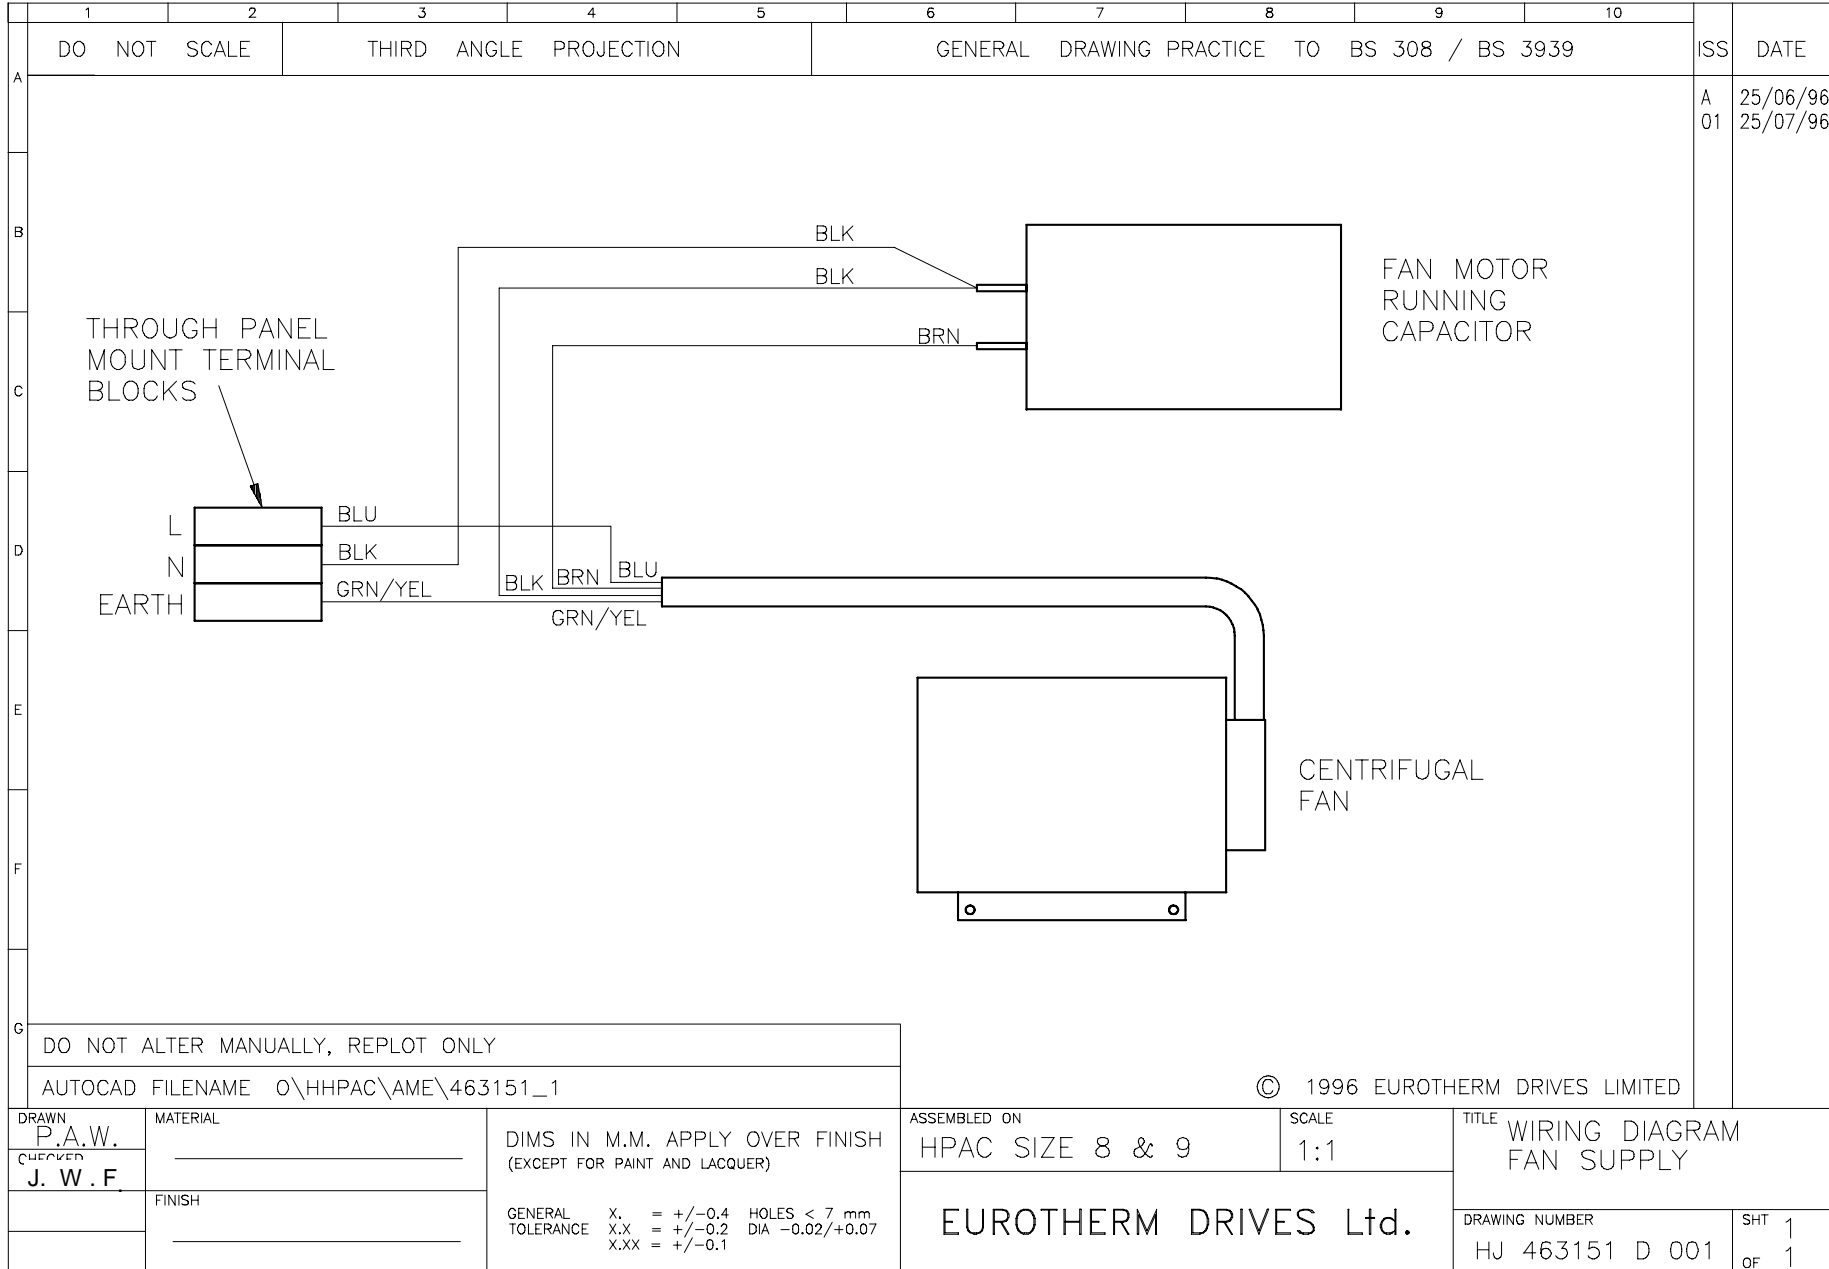 1 2 3 4 5 6 7 8 9 10
DO NOT SCALE
THIRD ANGLE PROJECTION
GENERAL DRAWING PRACTICE TO BS 308 / BS 3939
ISS DATE
A 25/06/96
01 25/07/96
A
B
C
D
E
F
G
BLK
BLK
BRN
FAN MOTOR
RUNNING
CAPACITOR
THROUGH PANEL
MOUNT TERMINAL
BLOCKS
L
N
EARTH
BLU
BLK
GRN/YEL
BLK BRN BLU
GRN/YEL
CENTRIFUGAL
FAN
DO NOT ALTER MANUALLY, REPLOT ONLY
AUTOCAD FILENAME O\HHPAC\AME\463151_1
© 1996 EUROTHERM DRIVES LIMITED
DRAWN
P.A.W.
CHECKED
J. W . F.
MATERIAL
FINISH
DIMS IN M.M. APPLY OVER FINISH
(EXCEPT FOR PAINT AND LACQUER)
GENERAL X. = +/-0.4 HOLES < 7 mm
TOLERANCE X.X = +/-0.2 DIA -0.02/+0.07
X.XX = +/-0.1
ASSEMBLED ON
HPAC SIZE 8 & 9
SCALE
1:1
EUROTHERM DRIVES Ltd.
TITLE WIRING DIAGRAM
FAN SUPPLY
DRAWING NUMBER
HJ 463151 D 001
SHT 1
OF 1